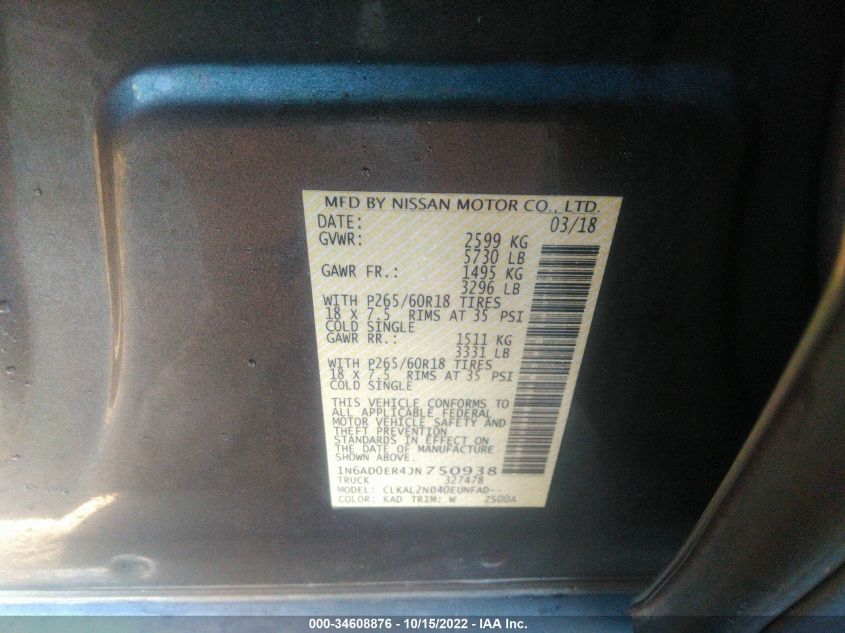 MFD BY NISSAN MOTOR CO., LTD.
DATE: 03/18
GVWR: 2599 KG
5730 LB
GAWR FR.: 1495 KG
3296 LB
WITH P265/60R18 TIRES
18 X 7.5 RIMS AT 35 PSI
COLD SINGLE
GAWR RR.: 1511 KG
3331 LB
WITH P265/60R18 TIRES
18 X 7.5 RIMS AT 35 PSI
COLD SINGLE
THIS VEHICLE CONFORMS TO
ALL APPLICABLE FEDERAL
MOTOR VEHICLE SAFETY AND
THEFT PREVENTION
STANDARDS IN EFFECT ON
THE DATE OF MANUFACTURE
SHOWN ABOVE.
1N6AD0ER4JN750938
TRUCK 327478
MODEL: CLKAL2ND40EUNFAD--
COLOR: KAD TRIM: W 2S00A
000-34608876 - 10/15/2022 - IAA Inc.